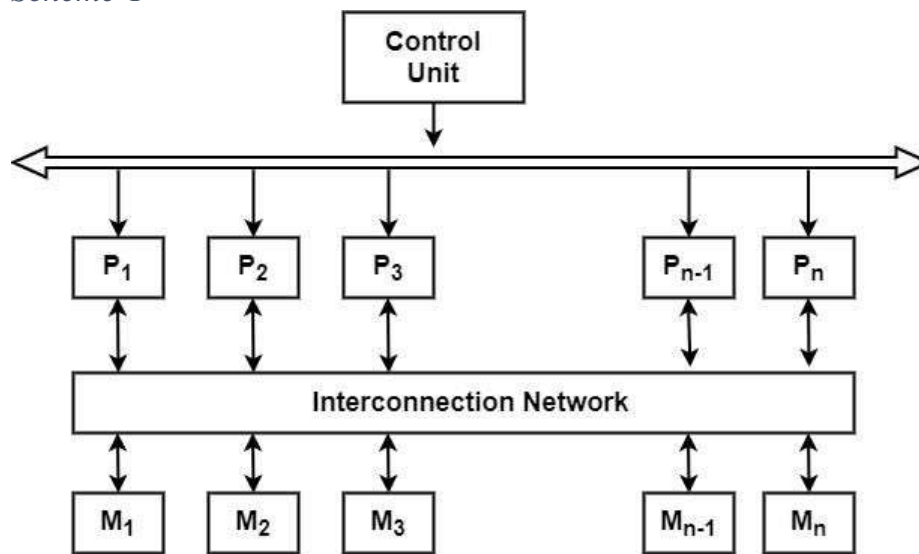 Control
Unit
P1 P2 P3 Pn-1 Pn
Interconnection Network
M1 M2 M3 Mn-1 Mn